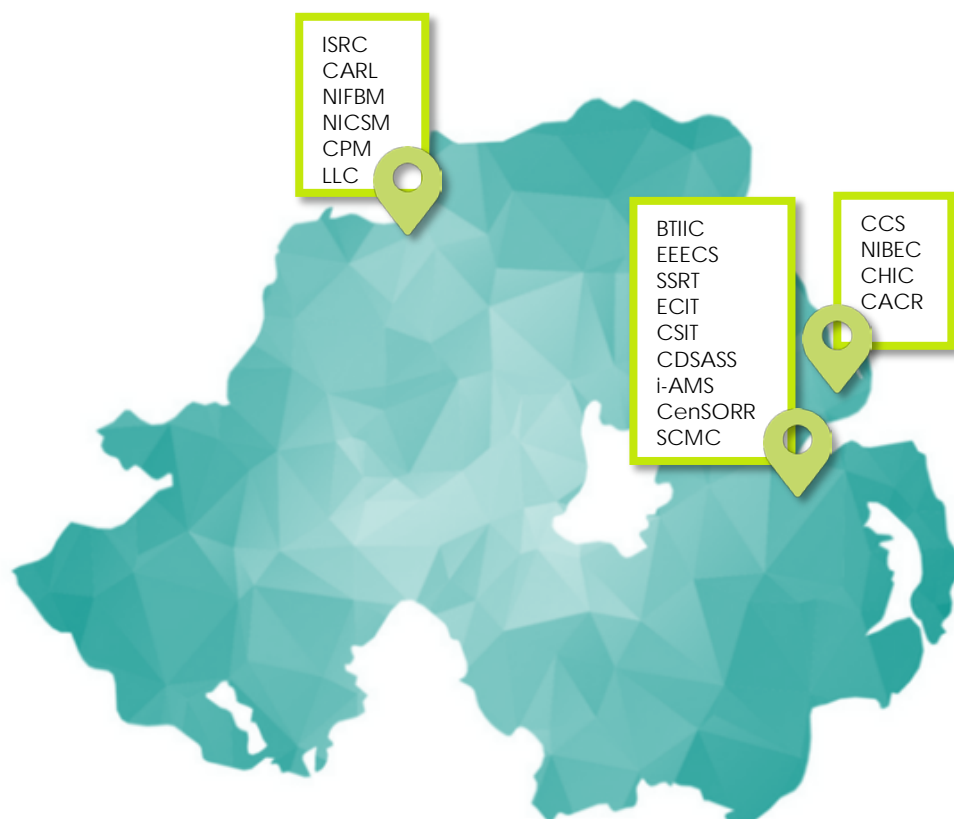 ISRC
CARL
NIFBM
NICSM
CPM
LLC
BTIIC
EEECS
SSRT
ECIT
CSIT
CDSASS
i-AMS
CenSORR
SCMC
CCS
NIBEC
CHIC
CACR